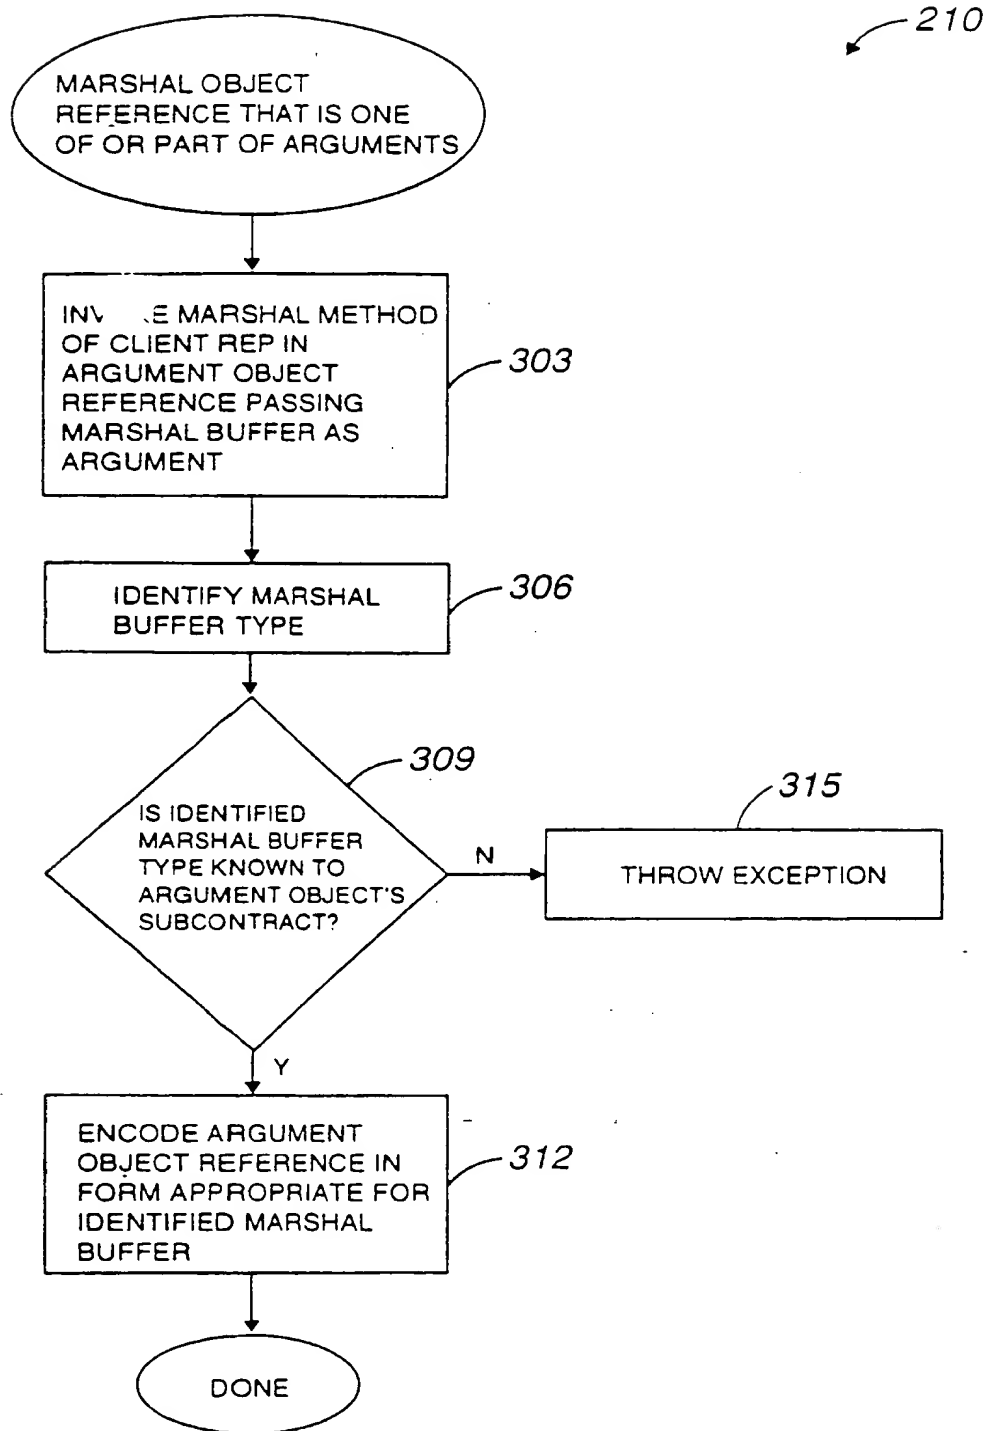 210
MARSHAL OBJECT
REFERENCE THAT IS ONE
OF OR PART OF ARGUMENTS
MARSHAL METHOD
OF CLIENT REP IN
ARGUMENT OBJECT
REFERENCE PASSING
MARSHAL BUFFER AS
ARGUMENT
303
IDENTIFY MARSHAL
BUFFER TYPE
306
309
IS IDENTIFIED
MARSHAL BUFFER
TYPE KNOWN TO
ARGUMENT OBJECT'S
SUBCONTRACT?
N
315
THROW EXCEPTION
Y
ENCODE ARGUMENT
OBJECT REFERENCE IN
FORM APPROPRIATE FOR
IDENTIFIED MARSHAL
BUFFER
312
DONE